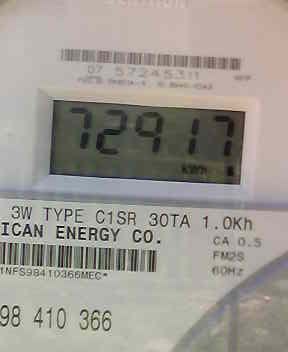 07 57245311
72917
KWH
3W TYPE C1SR 30TA 1.0Kh
ICAN ENERGY CO.
CA 0.5
FM2S
60Hz
1NFS98410366MEC*
98 410 366